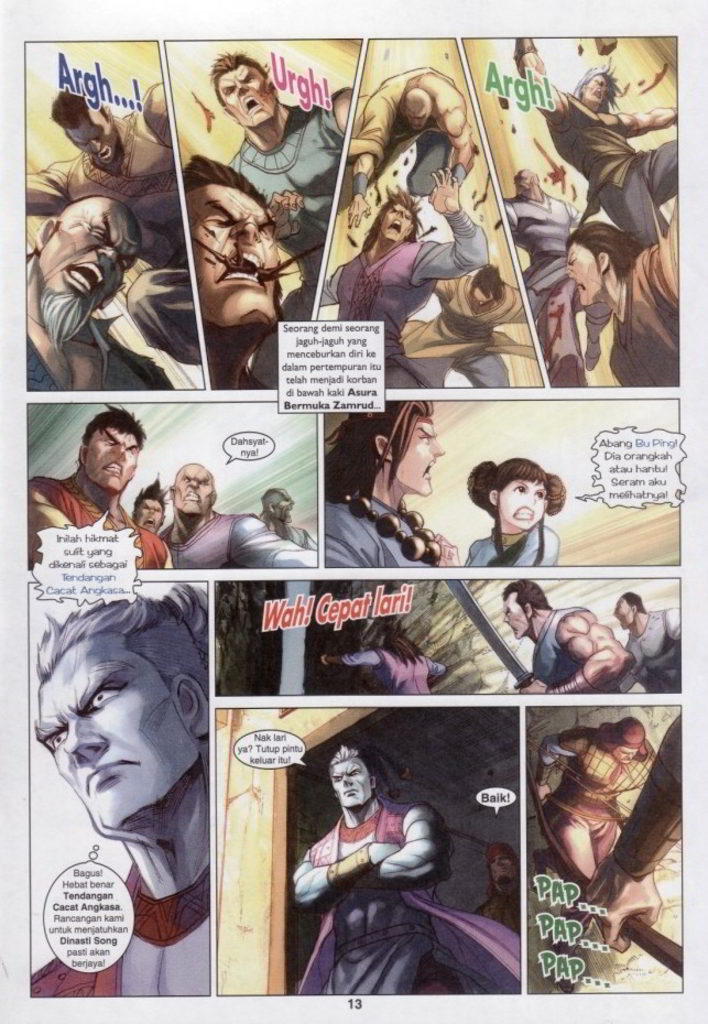 Argh...!
Urgh!
Argh!
Seorang demi seorang
jaguh-jaguh yang
menceburkan diri ke
dalam pertempuran itu
telah menjadi korban
di bawah kaki Asura
Bermuka Zamrud...
Dahsyat-
nya!
Abang Bu Ping!
Dia orangkah
atau hantu!
Seram aku
melihatnya!
Inilah hikmat
sulit yang
dikenali sebagai
Tendangan
Cacat Angkasa...
Wah! Cepat lari!
Nak lari
ya? Tutup pintu
keluar itu!
Baik!
Bagus!
Hebat benar
Tendangan
Cacat Angkasa.
Rancangan kami
untuk menjatuhkan
Dinasti Song
pasti akan
berjaya!
PAP...
PAP...
PAP...
13